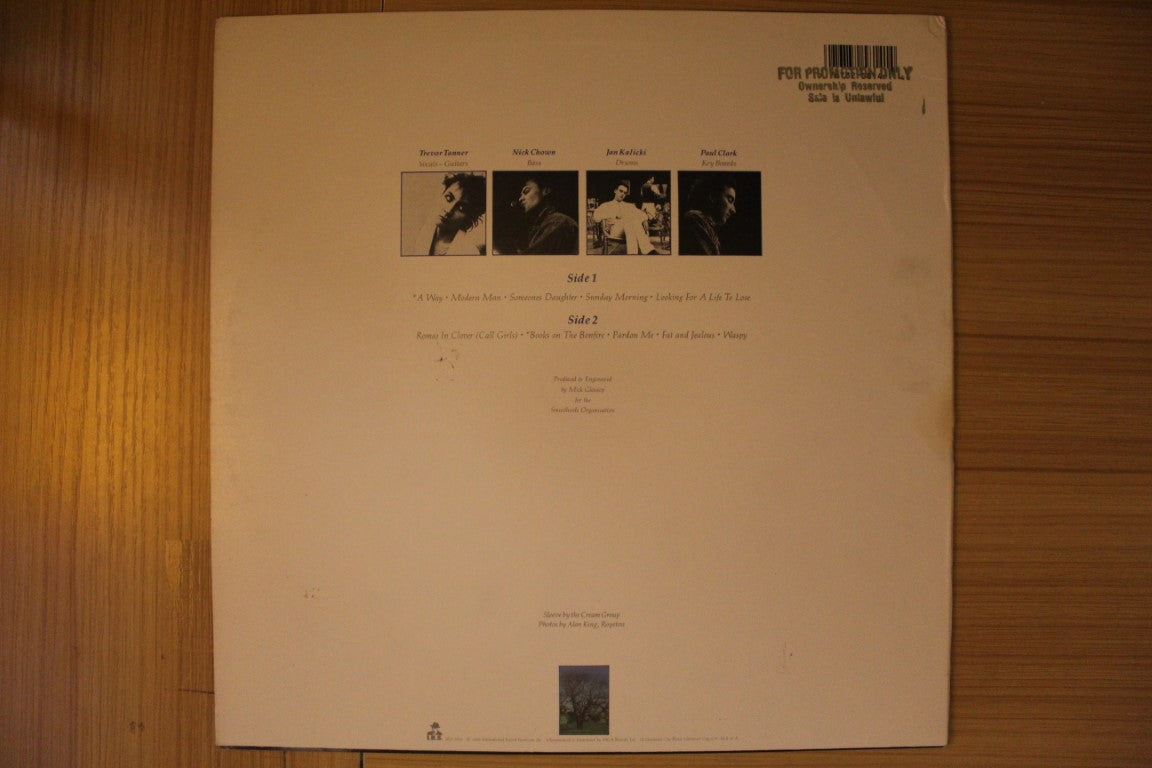 FOR PROMOTION ONLY
Ownership Reserved
Sale is Unlawful
Trevor Tanner
Vocals - Guitars
Nick Chown
Bass
Jan Kalicki
Drums
Paul Clark
Key Boards
Side 1
*A Way • Modern Man • Someones Daughter • Sunday Morning • Looking For A Life To Lose
Side 2
Romas In Clover (Call Girls) • *Books on The Bonfire • Pardon Me • Fat and Jealous • Waspy
Produced & Engineered
by Mick Glossop
for the
Organisation
Sleeve by the Cream Group
Photos by Alan King, Royston